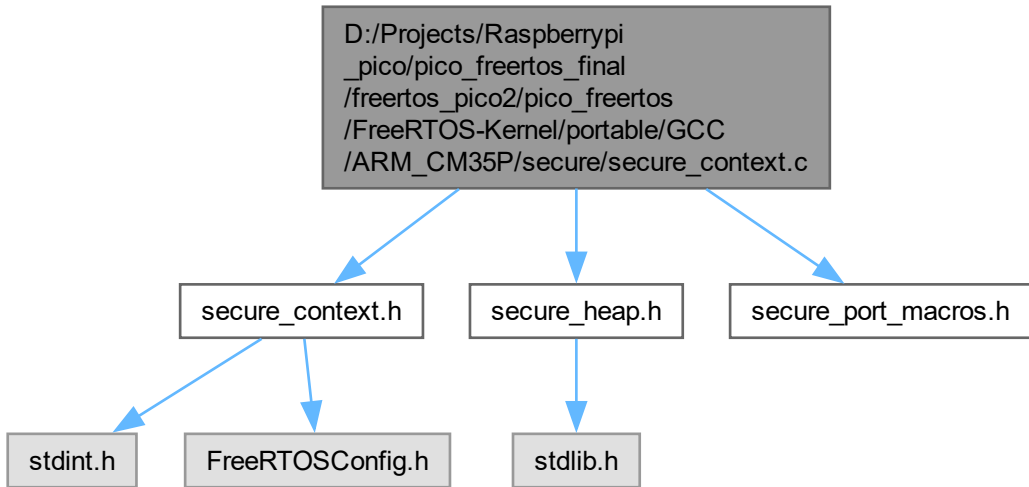 D:/Projects/Raspberrypi
_pico/pico_freertos_final
/freertos_pico2/pico_freertos
/FreeRTOS-Kernel/portable/GCC
/ARM_CM35P/secure/secure_context.c
secure_context.h
secure_heap.h
secure_port_macros.h
stdint.h
FreeRTOSConfig.h
stdlib.h